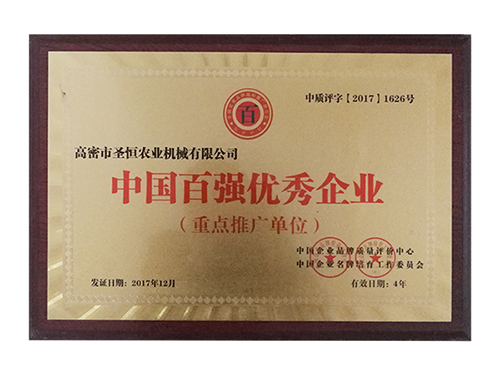 中质评字【2017】1626号
百
高密市圣恒农业机械有限公司
中国百强优秀企业
(重点推广单位)
中国企业品牌质量评价中心
中国企业名牌培育工作委员会
发证日期:2017年12月
有效日期:4年